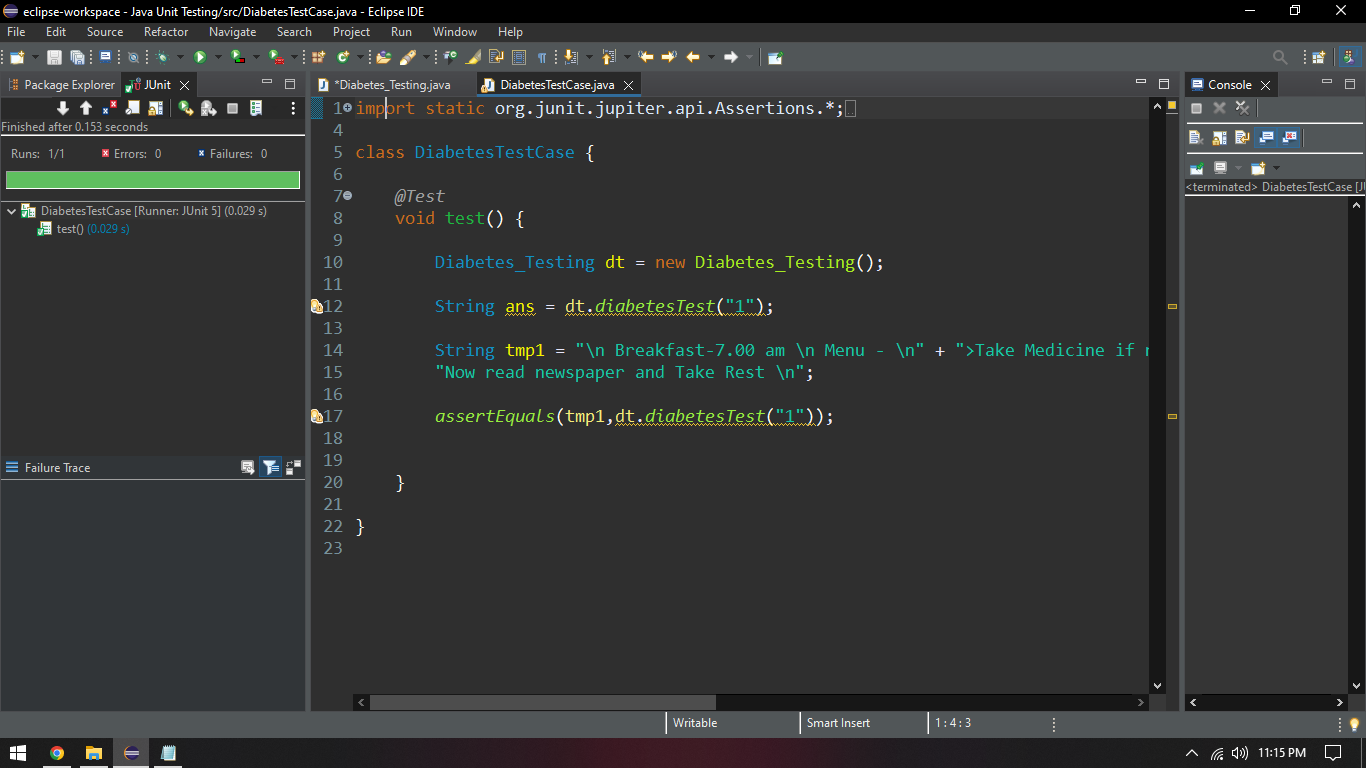 eclipse-workspace - Java Unit Testing/src/DiabetesTestCase.java - Eclipse IDE
File Edit Source Refactor Navigate Search Project Run Window Help
Package Explorer JUnit
Finished after 0.153 seconds
Runs: 1/1 Errors: 0 Failures: 0
DiabetesTestCase [Runner: JUnit 5] (0.029 s)
test() (0.029 s)
Failure Trace
*Diabetes_Testing.java DiabetesTestCase.java
1 import static org.junit.jupiter.api.Assertions.*;
4
5 class DiabetesTestCase {
6
7 @Test
8 void test() {
9
10 Diabetes_Testing dt = new Diabetes_Testing();
11
12 String ans = dt.diabetesTest("1");
13
14 String tmp1 = "\n Breakfast-7.00 am \n Menu - \n" + ">Take Medicine if
15 "Now read newspaper and Take Rest \n";
16
17 assertEquals(tmp1,dt.diabetesTest("1"));
18
19
20 }
21
22 }
23
Console
<terminated> DiabetesTestCase [J
Writable Smart Insert 1 : 4 : 3
11:15 PM